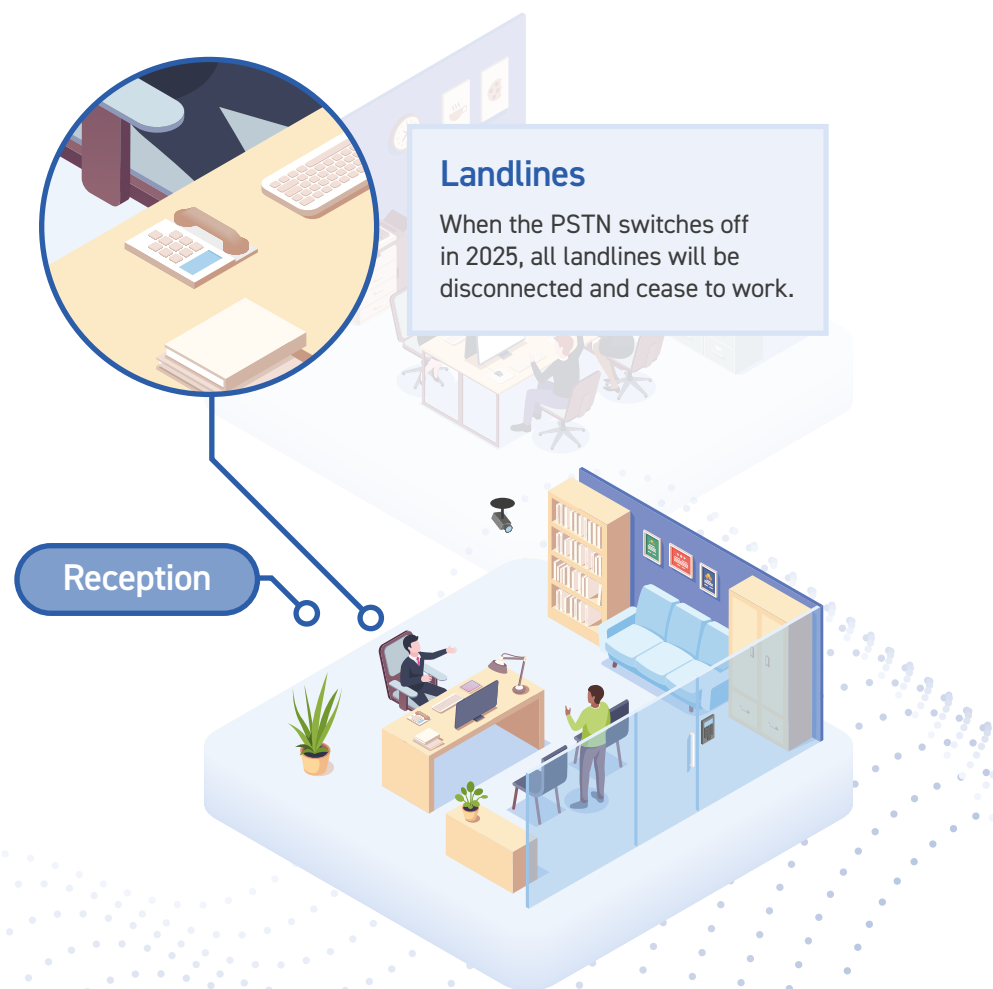 Landlines
When the PSTN switches off
in 2025, all landlines will be
disconnected and cease to work.
Reception